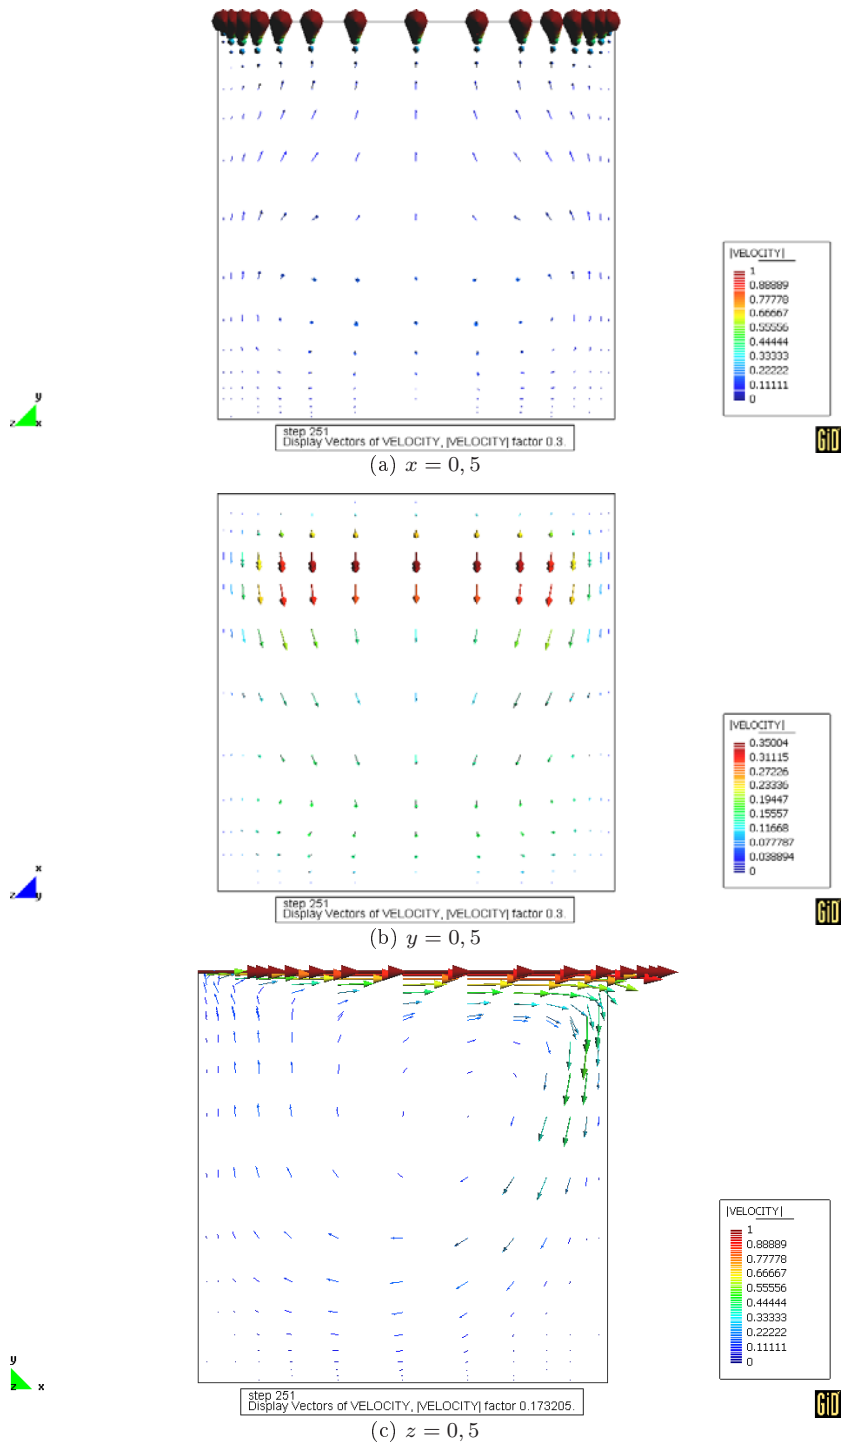 |VELOCITY|
1
0.88889
0.77778
0.66667
0.55556
0.44444
0.33333
0.22222
0.11111
0
y
z x
step 251
Display Vectors of VELOCITY, |VELOCITY| factor 0.3.
GiD
(a) x = 0, 5
|VELOCITY|
0.35004
0.31115
0.27226
0.23336
0.19447
0.15557
0.11668
0.077787
0.038894
0
x
z y
step 251
Display Vectors of VELOCITY, |VELOCITY| factor 0.3.
GiD
(b) y = 0, 5
|VELOCITY|
1
0.88889
0.77778
0.66667
0.55556
0.44444
0.33333
0.22222
0.11111
0
y
z x
step 251
Display Vectors of VELOCITY, |VELOCITY| factor 0.173205.
GiD
(c) z = 0, 5